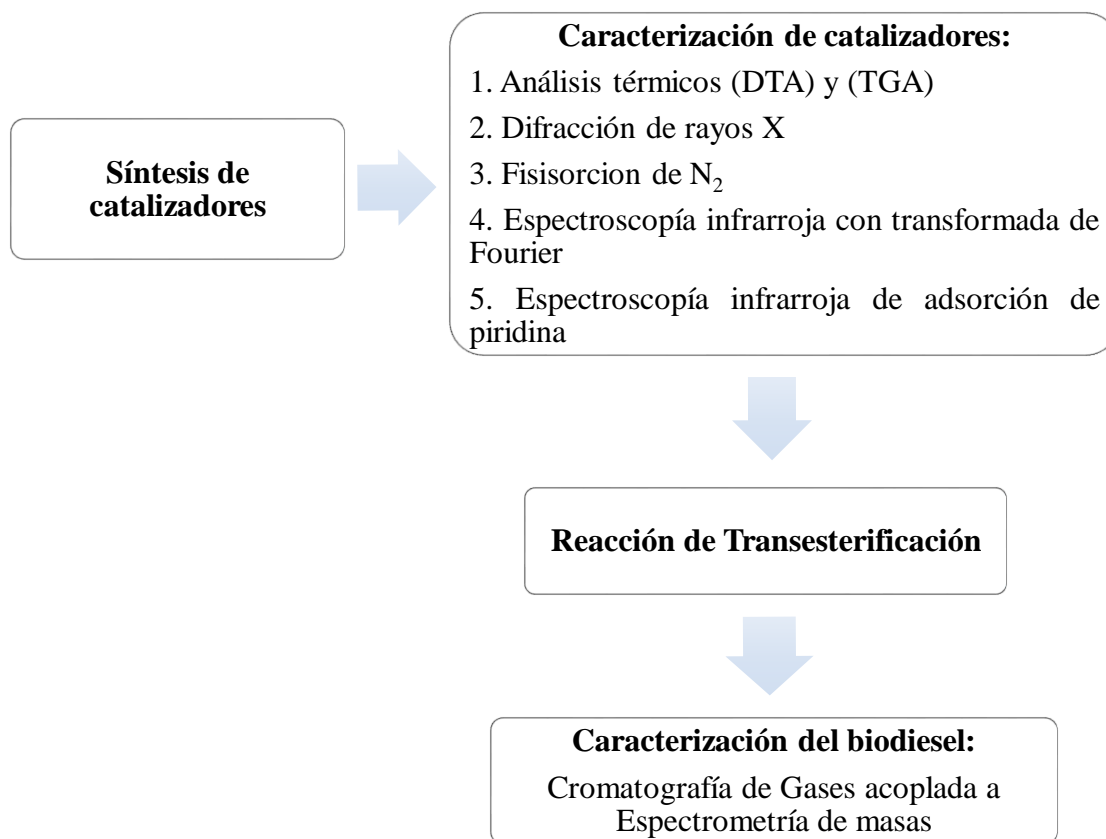 Síntesis de
catalizadores
Caracterización de catalizadores:
1. Análisis térmicos (DTA) y (TGA)
2. Difracción de rayos X
3. Fisisorcion de N₂
4. Espectroscopía infrarroja con transformada de
Fourier
5. Espectroscopía infrarroja de adsorción de
piridina
Reacción de Transesterificación
Caracterización del biodiesel:
Cromatografía de Gases acoplada a
Espectrometría de masas